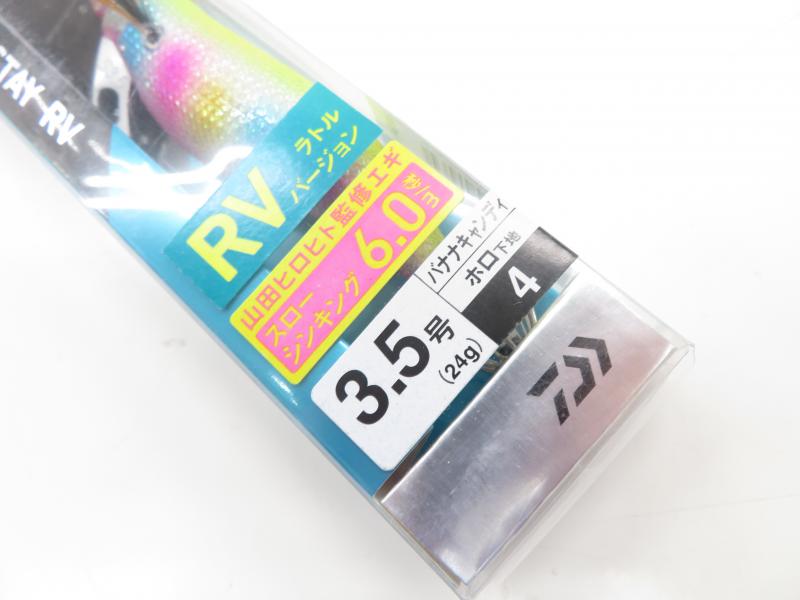 RV
ラトル
バージョン
山田ヒロヒト監修エギ
スロー
シンキング
6.0秒/m
バナナキャンディ
ホロ下地
4
3.5号
(24g)